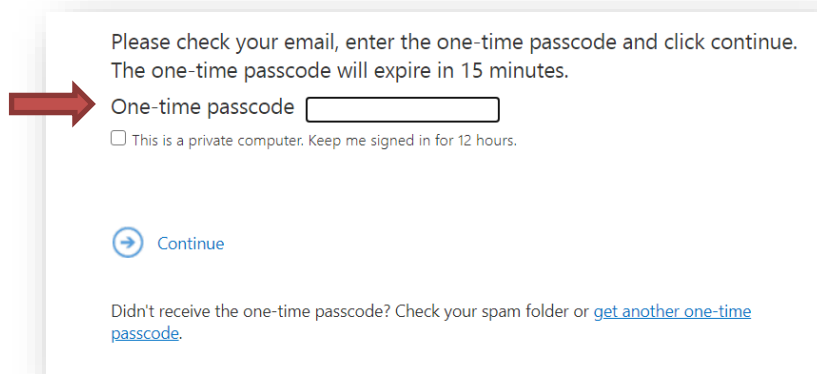 Please check your email, enter the one-time passcode and click continue.
The one-time passcode will expire in 15 minutes.
One-time passcode
This is a private computer. Keep me signed in for 12 hours.
Continue
Didn't receive the one-time passcode? Check your spam folder or get another one-time
passcode.